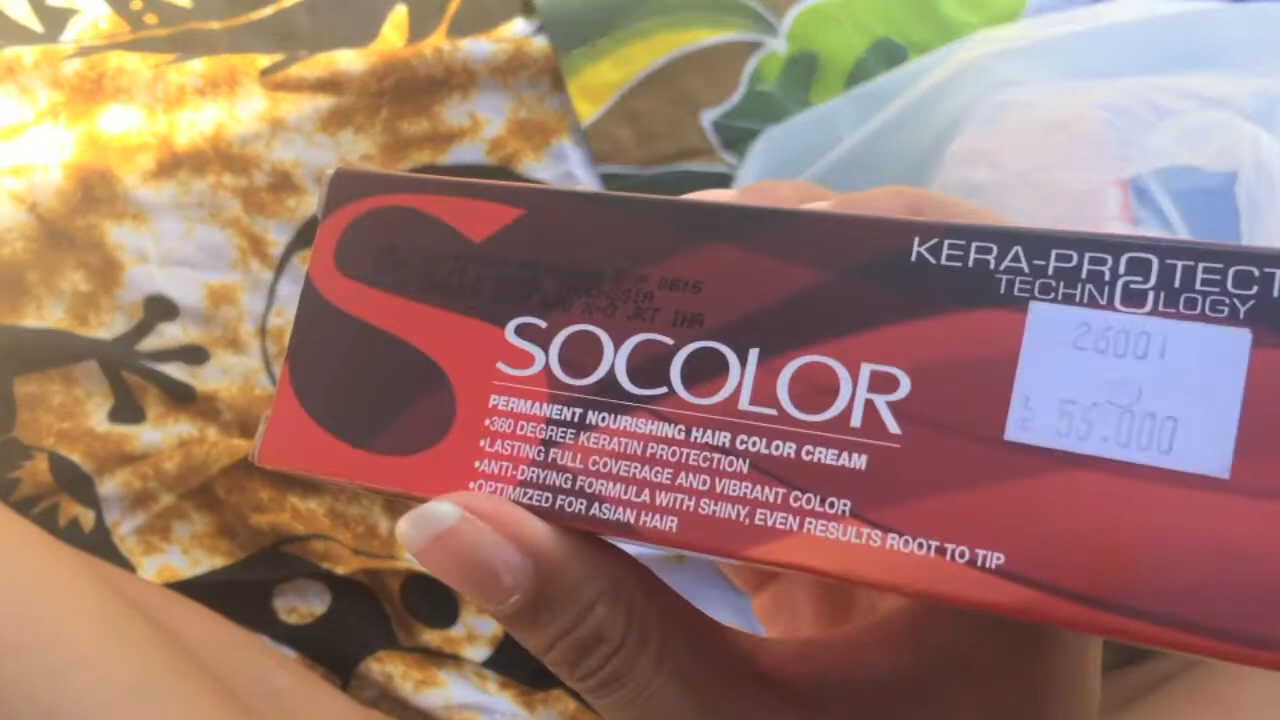 KERA-PROTECT
TECHNOLOGY
26001
55.000
0615
SOCOLOR
PERMANENT NOURISHING HAIR COLOR CREAM
•360 DEGREE KERATIN PROTECTION
•LASTING FULL COVERAGE AND VIBRANT COLOR
•ANTI-DRYING FORMULA WITH SHINY, EVEN RESULTS ROOT TO TIP
•OPTIMIZED FOR ASIAN HAIR